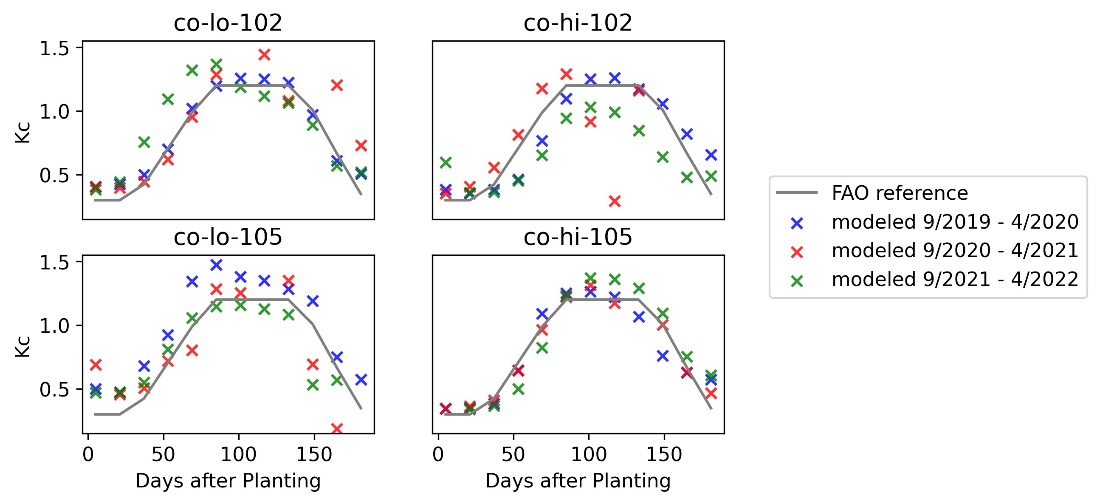 co-lo-102
co-hi-102
1.5
1.0
0.5
Kc
co-lo-105
co-hi-105
1.5
1.0
0.5
Kc
0 50 100 150
0 50 100 150
Days after Planting
Days after Planting
FAO reference
modeled 9/2019 - 4/2020
modeled 9/2020 - 4/2021
modeled 9/2021 - 4/2022